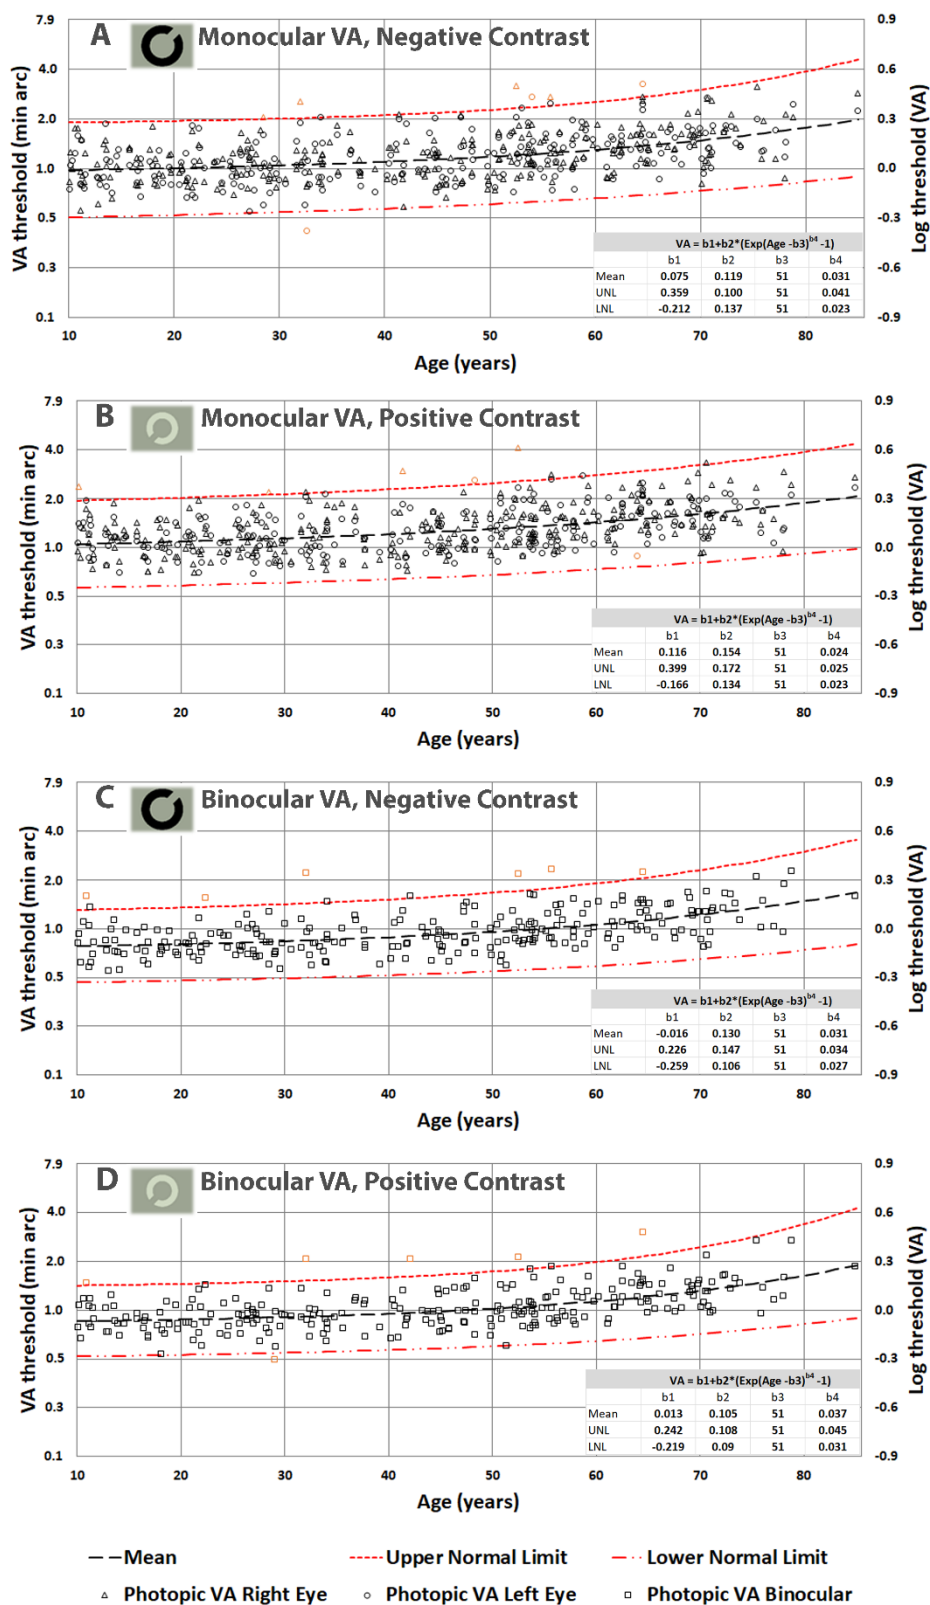 A Monocular VA, Negative Contrast
7.9 4.0 2.0 1.0 0.5 0.3 0.1
VA threshold (min arc)
0.9 0.6 0.3 0.0 -0.3 -0.6 -0.9
Log threshold (VA)
VA = b1+b2*(Exp(Age -b3)^b4 -1)
b1 b2 b3 b4
Mean 0.075 0.119 51 0.031
UNL 0.359 0.100 51 0.041
LNL -0.212 0.137 51 0.023
10 20 30 40 50 60 70 80
Age (years)
B Monocular VA, Positive Contrast
7.9 4.0 2.0 1.0 0.5 0.3 0.1
VA threshold (min arc)
0.9 0.6 0.3 0.0 -0.3 -0.6 -0.9
Log threshold (VA)
VA = b1+b2*(Exp(Age -b3)^b4 -1)
b1 b2 b3 b4
Mean 0.116 0.154 51 0.024
UNL 0.399 0.172 51 0.025
LNL -0.166 0.134 51 0.023
10 20 30 40 50 60 70 80
Age (years)
C Binocular VA, Negative Contrast
7.9 4.0 2.0 1.0 0.5 0.3 0.1
VA threshold (min arc)
0.9 0.6 0.3 0.0 -0.3 -0.6 -0.9
Log threshold (VA)
VA = b1+b2*(Exp(Age -b3)^b4 -1)
b1 b2 b3 b4
Mean -0.016 0.130 51 0.031
UNL 0.226 0.147 51 0.034
LNL -0.259 0.106 51 0.027
10 20 30 40 50 60 70 80
Age (years)
D Binocular VA, Positive Contrast
7.9 4.0 2.0 1.0 0.5 0.3 0.1
VA threshold (min arc)
0.9 0.6 0.3 0.0 -0.3 -0.6 -0.9
Log threshold (VA)
VA = b1+b2*(Exp(Age -b3)^b4 -1)
b1 b2 b3 b4
Mean 0.013 0.105 51 0.037
UNL 0.242 0.108 51 0.045
LNL -0.219 0.09 51 0.031
10 20 30 40 50 60 70 80
Age (years)
Mean Upper Normal Limit Lower Normal Limit
Photopic VA Right Eye Photopic VA Left Eye Photopic VA Binocular